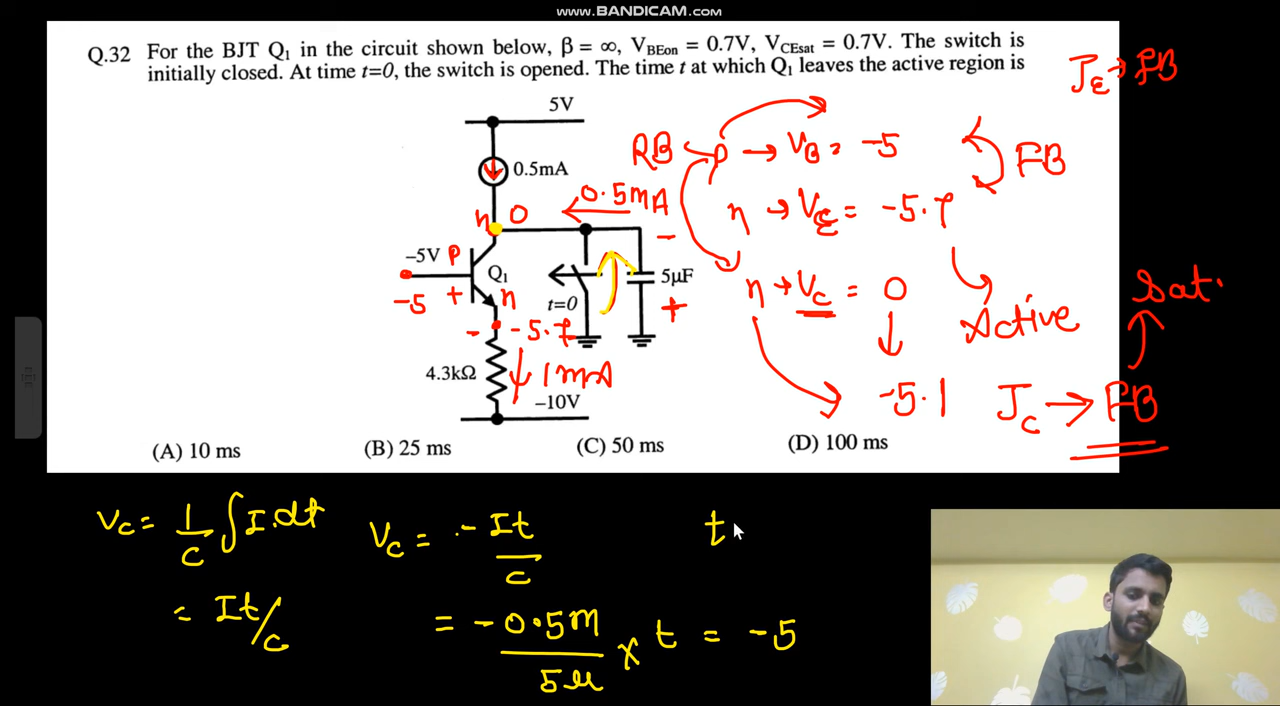 www.BANDICAM.com
Q.32 For the BJT Q1 in the circuit shown below, β = ∞, VBEon = 0.7V, VCEsat = 0.7V. The switch is
initially closed. At time t=0, the switch is opened. The time t at which Q1 leaves the active region is
JE → FB
5V
0.5mA
0.5mA
n 0
-5V P
-5 +
Q1
n
t=0
-
5μF
+
- -5.7
4.3kΩ
1mA
-10V
RB P → VB = -5
FB
n → VE = -5.7
n → VC = 0
Active
Sat.
-5.1 JC → FB
(A) 10 ms (B) 25 ms (C) 50 ms (D) 100 ms
VC = 1/C ∫ I.dt
= It/C
VC = - It/C
= - 0.5m/5μ × t = -5
t